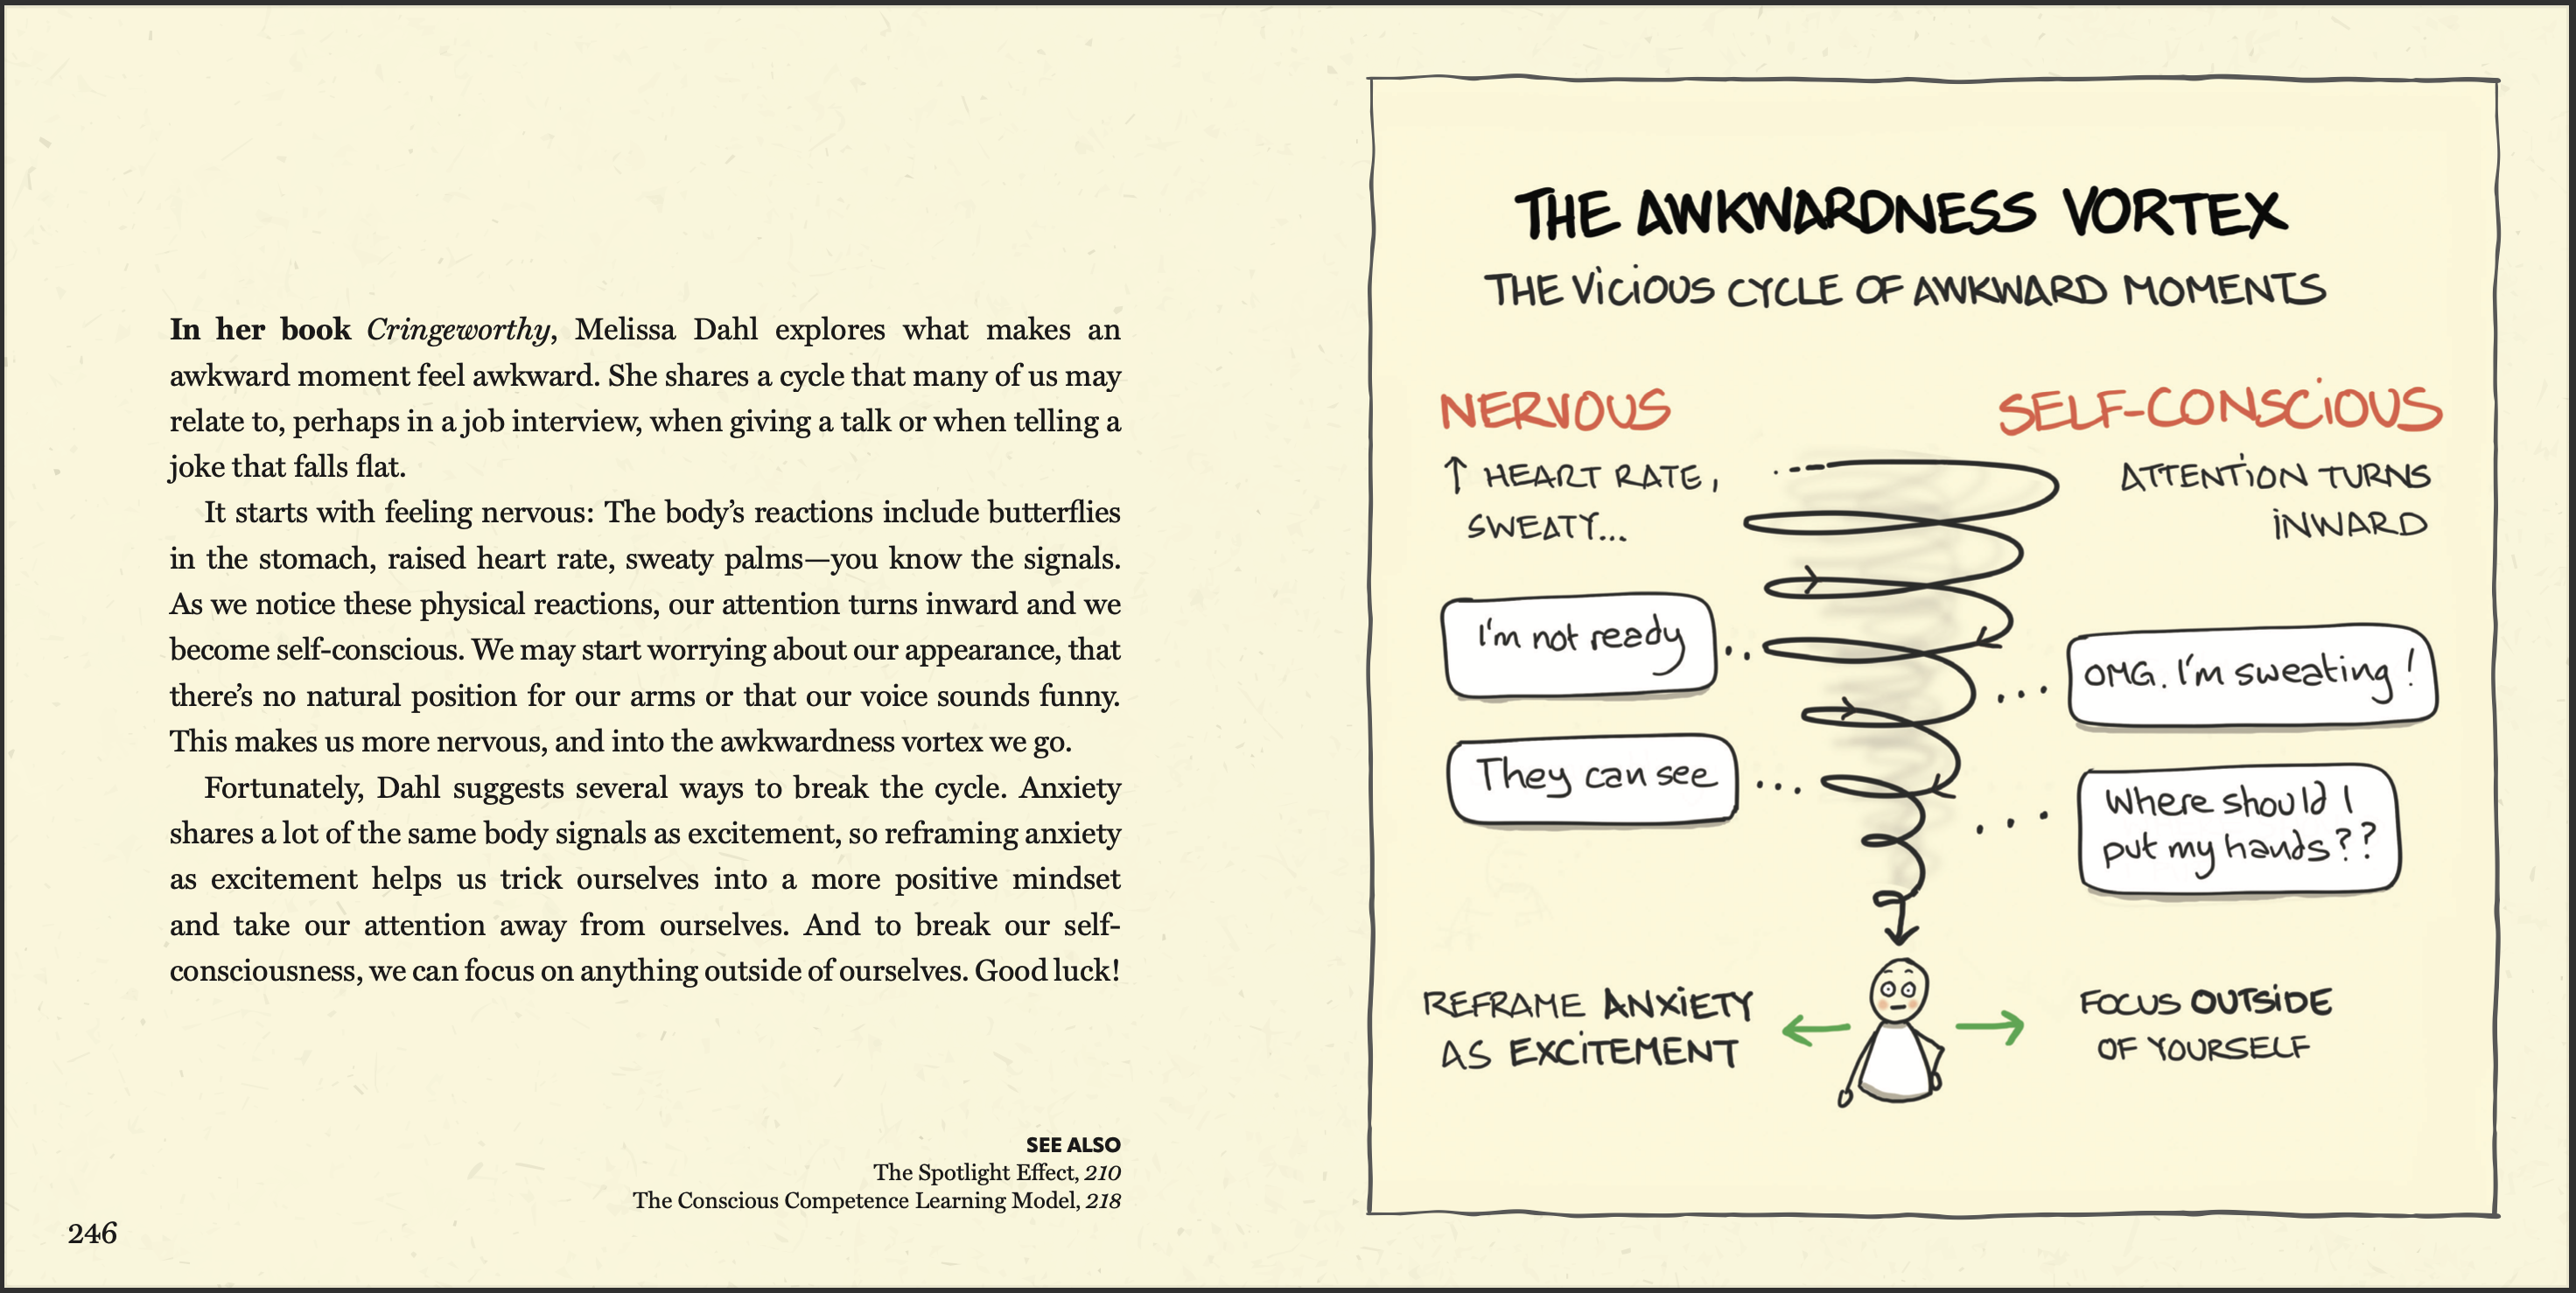 In her book Cringeworthy, Melissa Dahl explores what makes an
awkward moment feel awkward. She shares a cycle that many of us may
relate to, perhaps in a job interview, when giving a talk or when telling a
joke that falls flat.
It starts with feeling nervous: The body’s reactions include butterflies
in the stomach, raised heart rate, sweaty palms—you know the signals.
As we notice these physical reactions, our attention turns inward and we
become self-conscious. We may start worrying about our appearance, that
there’s no natural position for our arms or that our voice sounds funny.
This makes us more nervous, and into the awkwardness vortex we go.
Fortunately, Dahl suggests several ways to break the cycle. Anxiety
shares a lot of the same body signals as excitement, so reframing anxiety
as excitement helps us trick ourselves into a more positive mindset
and take our attention away from ourselves. And to break our self-
consciousness, we can focus on anything outside of ourselves. Good luck!
SEE ALSO
The Spotlight Effect, 210
The Conscious Competence Learning Model, 218
246
THE AWKWARDNESS VORTEX
THE VICIOUS CYCLE OF AWKWARD MOMENTS
NERVOUS
↑ HEART RATE,
SWEATY...
SELF-CONSCIOUS
ATTENTION TURNS
INWARD
I'm not ready
OMG. I'm sweating!
They can see
Where should I
put my hands??
REFRAME ANXIETY
AS EXCITEMENT
FOCUS OUTSIDE
OF YOURSELF